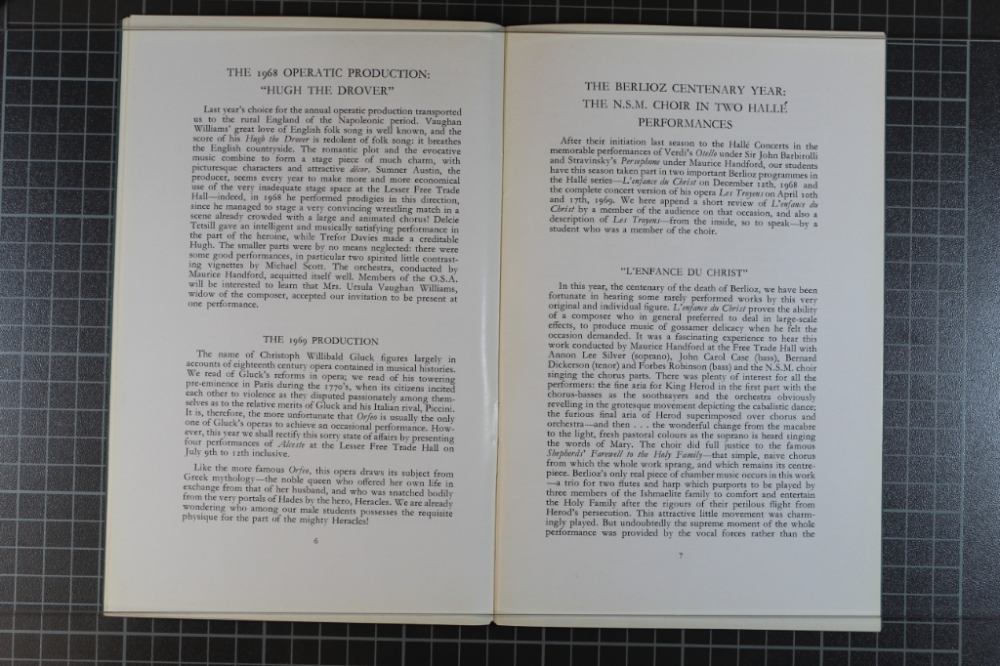 THE 1968 OPERATIC PRODUCTION:
"HUGH THE DROVER"
Last year's choice for the annual operatic production transported
us to the rural England of the Napoleonic period. Vaughan
Williams' great love of English folk song is well known, and the
score of his Hugh the Drover is redolent of folk song: it breathes
the English countryside. The romantic plot and the evocative
music combine to form a stage piece of much charm, with
picturesque characters and attractive décor. Sumner Austin, the
producer, seems every year to make more and more economical
use of the very inadequate stage space at the Lesser Free Trade
Hall—indeed, in 1968 he performed prodigies in this direction,
since he managed to stage a very convincing wrestling match in a
scene already crowded with a large and animated chorus! Delcie
Tetsill gave an intelligent and musically satisfying performance in
the part of the heroine, while Trefor Davies made a creditable
Hugh. The smaller parts were by no means neglected: there were
some good performances, in particular two spirited little contrast-
ing vignettes by Michael Scott. The orchestra, conducted by
Maurice Handford, acquitted itself well. Members of the O.S.A.
will be interested to learn that Mrs. Ursula Vaughan Williams,
widow of the composer, accepted our invitation to be present at
one performance.
THE 1969 PRODUCTION
The name of Christoph Willibald Gluck figures largely in
accounts of eighteenth century opera contained in musical histories.
We read of Gluck's reforms in opera; we read of his towering
pre-eminence in Paris during the 1770's, when its citizens incited
each other to violence as they disputed passionately among them-
selves as to the relative merits of Gluck and his Italian rival, Piccini.
It is, therefore, the more unfortunate that Orfeo is usually the only
one of Gluck's operas to achieve an occasional performance. How-
ever, this year we shall rectify this sorry state of affairs by presenting
four performances of Alceste at the Lesser Free Trade Hall on
July 9th to 12th inclusive.
Like the more famous Orfeo, this opera draws its subject from
Greek mythology—the noble queen who offered her own life in
exchange from that of her husband, and who was snatched bodily
from the very portals of Hades by the hero, Heracles. We are already
wondering who among our male students possesses the requisite
physique for the part of the mighty Heracles!
6
THE BERLIOZ CENTENARY YEAR:
THE N.S.M. CHOIR IN TWO HALLÉ
PERFORMANCES
After their initiation last season to the Hallé Concerts in the
memorable performances of Verdi's Otello under Sir John Barbirolli
and Stravinsky's Persephone under Maurice Handford, our students
have this season taken part in two important Berlioz programmes in
the Hallé series—L'enfance du Christ on December 12th, 1968 and
the complete concert version of his opera Les Troyens on April 10th
and 17th, 1969. We here append a short review of L'enfance du
Christ by a member of the audience on that occasion, and also a
description of Les Troyens—from the inside, so to speak—by a
student who was a member of the choir.
"L'ENFANCE DU CHRIST"
In this year, the centenary of the death of Berlioz, we have been
fortunate in hearing some rarely performed works by this very
original and individual figure. L'enfance du Christ proves the ability
of a composer who in general preferred to deal in large-scale
effects, to produce music of gossamer delicacy when he felt the
occasion demanded. It was a fascinating experience to hear this
work conducted by Maurice Handford at the Free Trade Hall with
Annon Lee Silver (soprano), John Carol Case (bass), Bernard
Dickerson (tenor) and Forbes Robinson (bass) and the N.S.M. choir
singing the chorus parts. There was plenty of interest for all the
performers: the fine aria for King Herod in the first part with the
chorus-basses as the soothsayers and the orchestra obviously
revelling in the grotesque movement depicting the cabalistic dance;
the furious final aria of Herod superimposed over chorus and
orchestra—and then . . . the wonderful change from the macabre
to the light, fresh pastoral colours as the soprano is heard singing
the words of Mary. The choir did full justice to the famous
Shepherds' Farewell to the Holy Family—that simple, naive chorus
from which the whole work sprang, and which remains its centre-
piece. Berlioz's only real piece of chamber music occurs in this work
—a trio for two flutes and harp which purports to be played by
three members of the Ishmaelite family to comfort and entertain
the Holy Family after the rigours of their perilous flight from
Herod's persecution. This attractive little movement was charm-
ingly played. But undoubtedly the supreme moment of the whole
performance was provided by the vocal forces rather than the
7